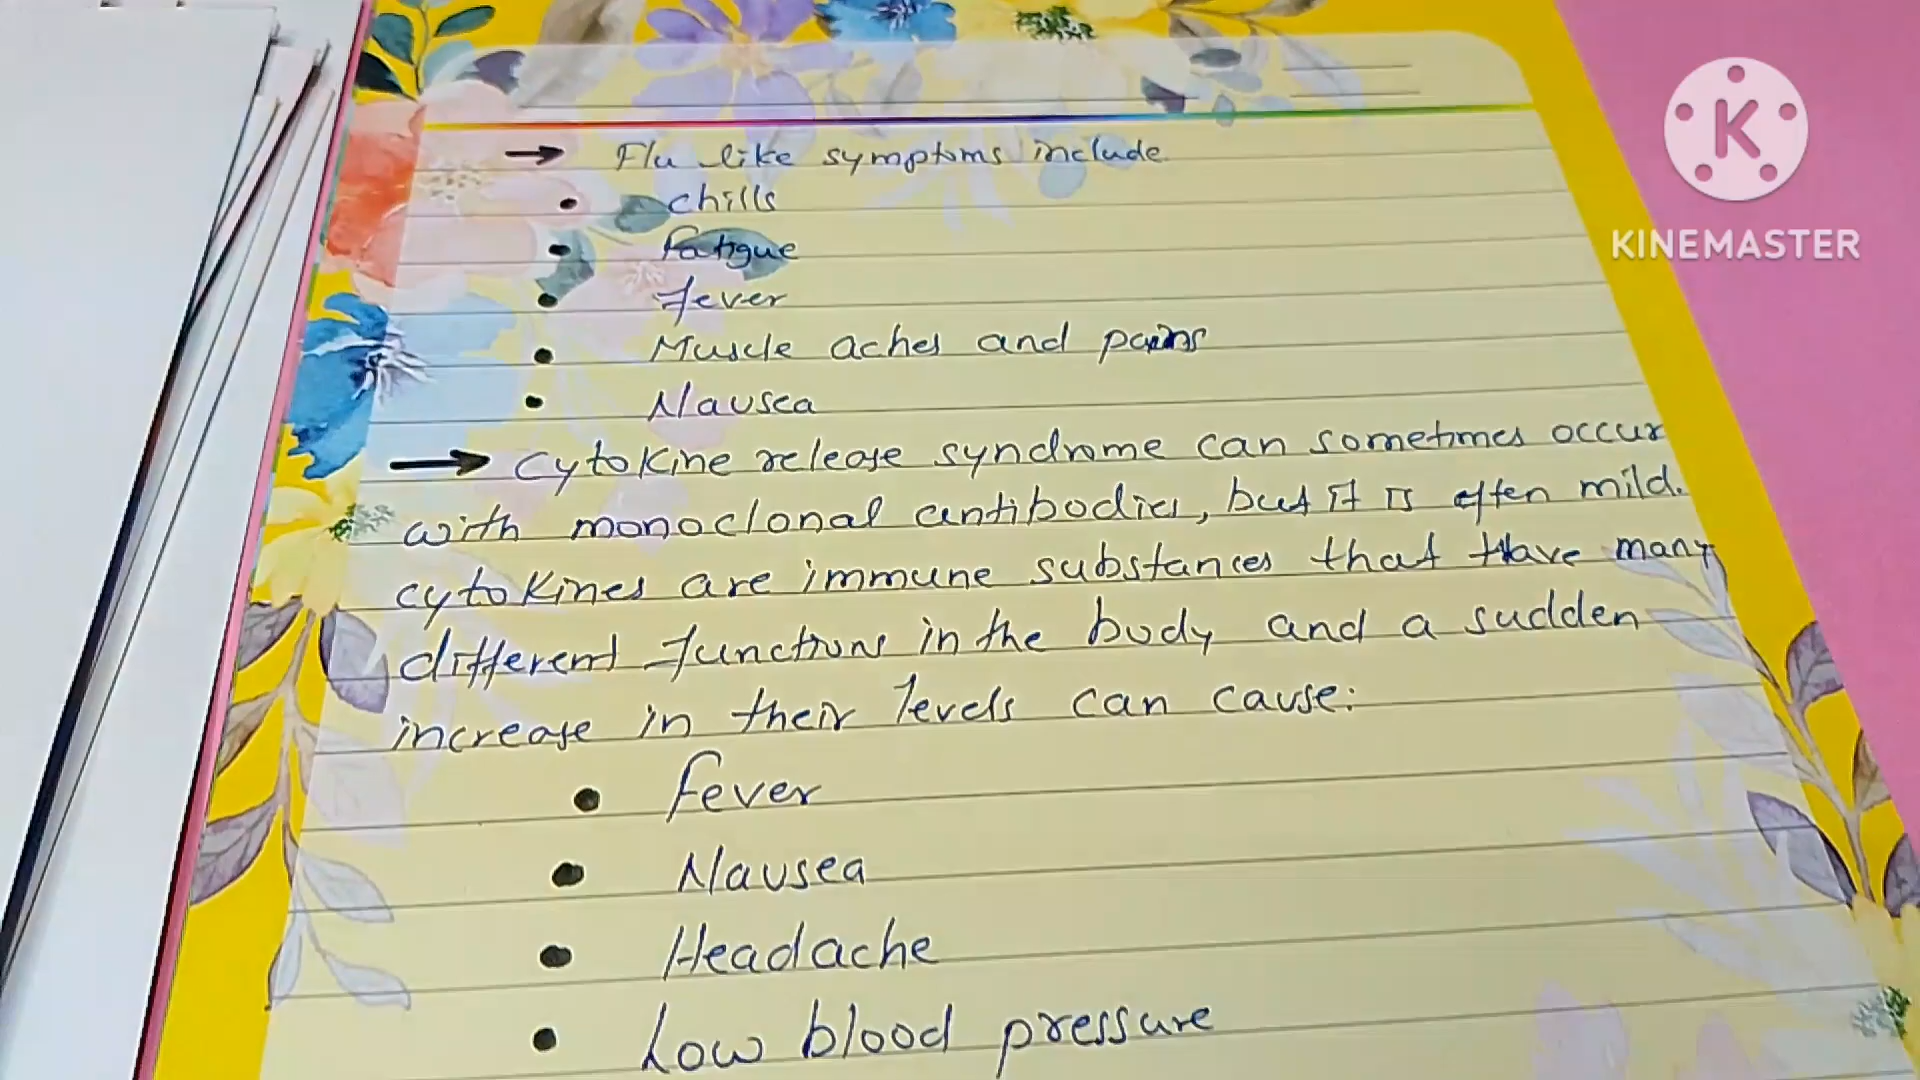 → Flu like symptoms include
• chills
• Fatigue
• Fever
• Muscle aches and pains
• Nausea
→ Cytokine release syndrome can sometimes occur
with monoclonal antibodies, but it is often mild.
cytokines are immune substances that have many
different functions in the body and a sudden
increase in their levels can cause:
• Fever
• Nausea
• Headache
• Low blood pressure
K
KINEMASTER